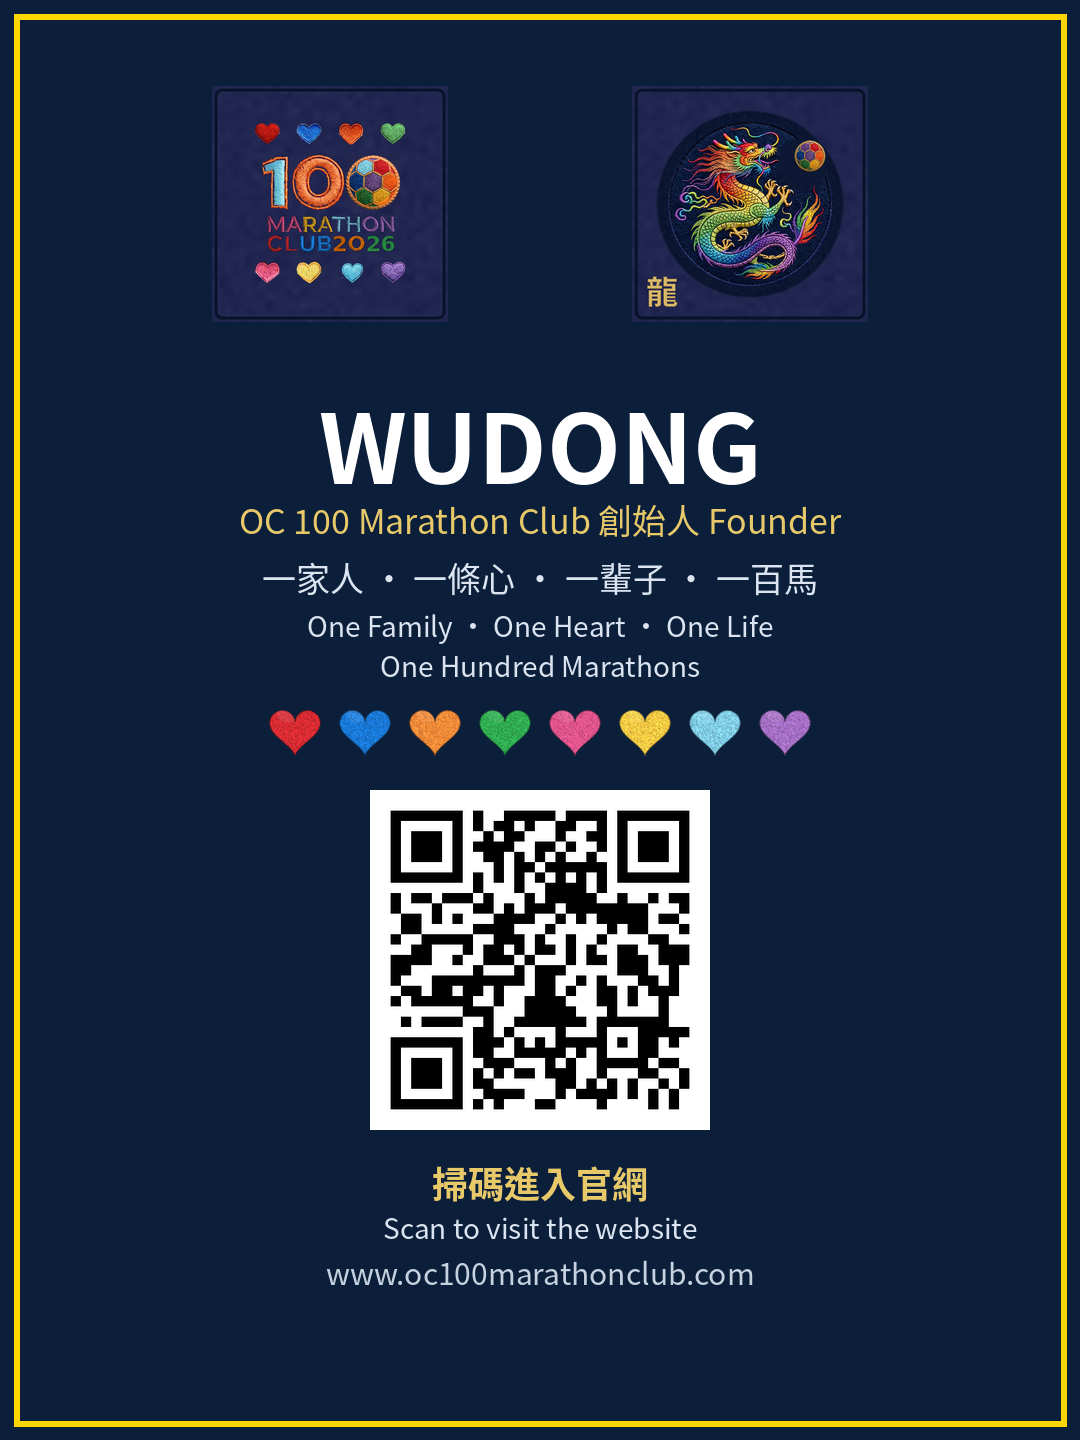 100
MARATHON
CLUB2026
龍
WUDONG
OC 100 Marathon Club 創始人 Founder
一家人 · 一條心 · 一輩子 · 一百馬
One Family · One Heart · One Life
One Hundred Marathons
掃碼進入官網
Scan to visit the website
www.oc100marathonclub.com